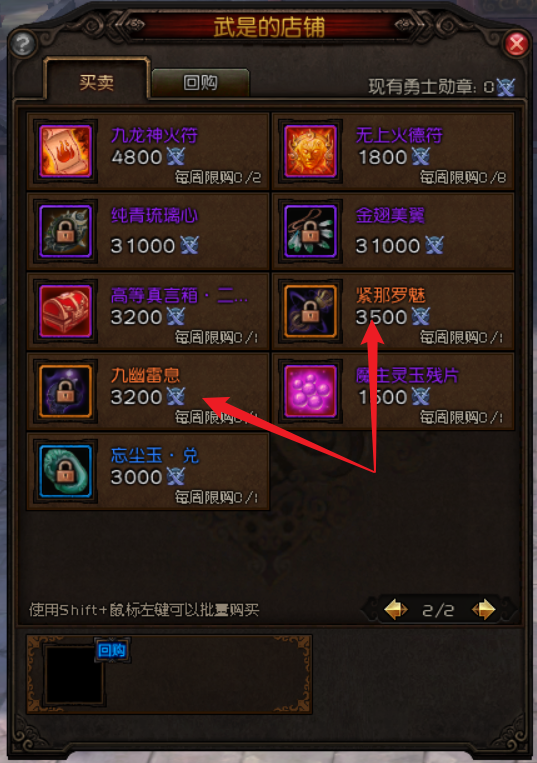 武是的店铺
买卖
回购
现有勇士勋章: 0
九龙神火符
4800
每周限购0/2
无上火德符
1800
每周限购0/8
纯青琉璃心
31000
金翅美翼
31000
高等真言箱·二...
3200
每周限购0/1
紧那罗魅
3500
每周限购0/1
九幽雷息
3200
每周限购0/1
魔主灵玉残片
1500
每周限购0/1
忘尘玉·兑
3000
每周限购0/1
使用Shift+鼠标左键可以批量购买
2/2
回购